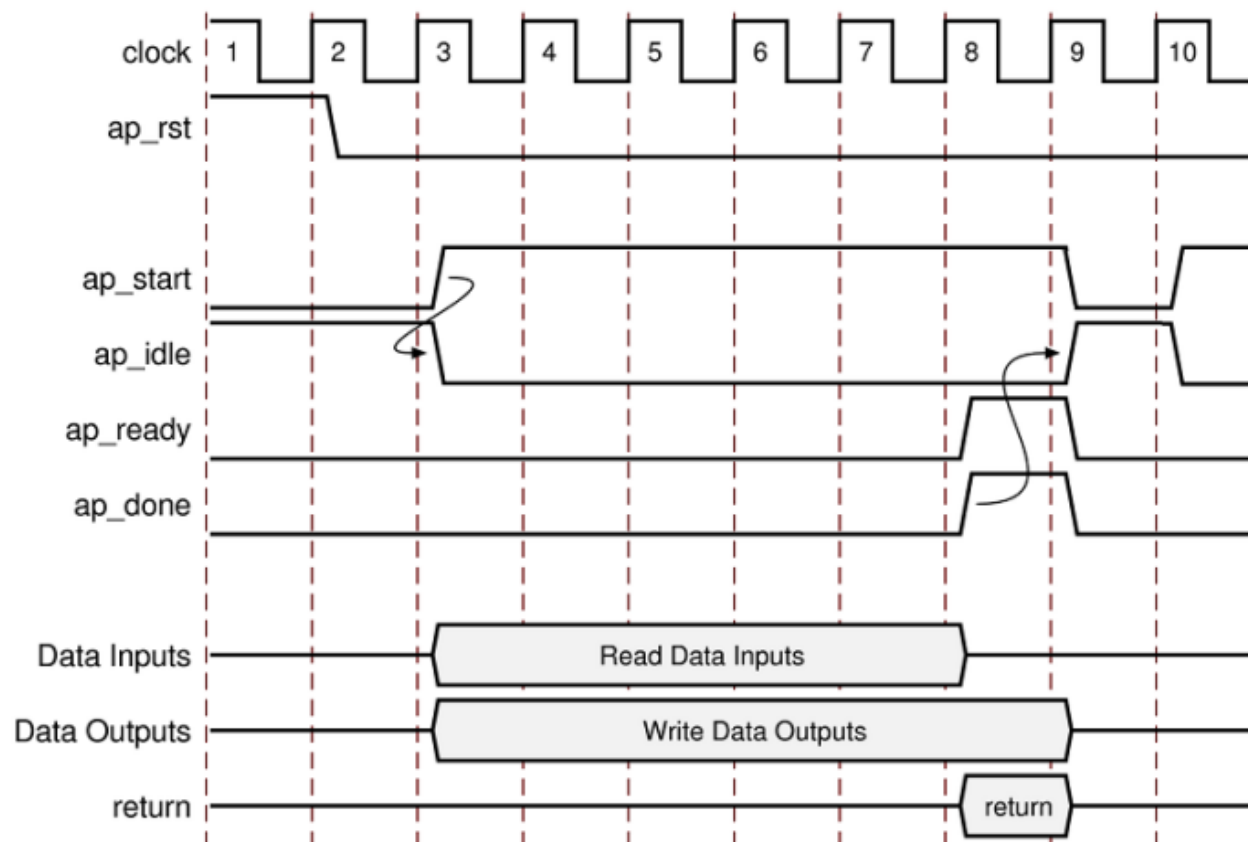 clock 1 2 3 4 5 6 7 8 9 10
ap_rst
ap_start
ap_idle
ap_ready
ap_done
Data Inputs Read Data Inputs
Data Outputs Write Data Outputs
return return